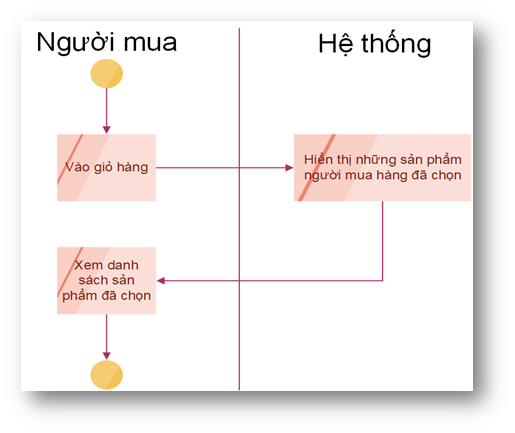 Người mua
Hệ thống
Vào giỏ hàng
Hiển thị những sản phẩm
người mua hàng đã chọn
Xem danh
sách sản
phẩm đã chọn